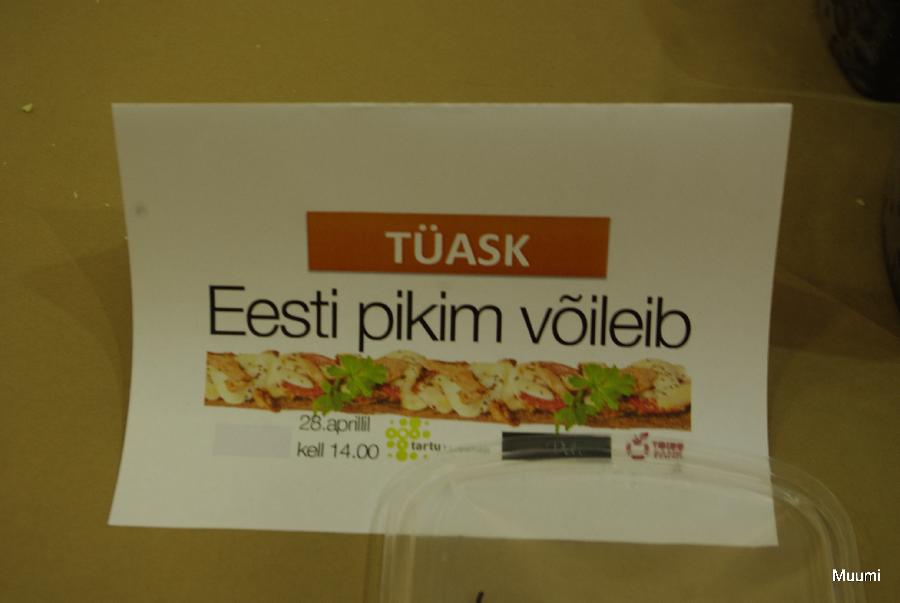 TÜASK
Eesti pikim võileib
28.aprillil
kell 14.00
tartu
Muumi